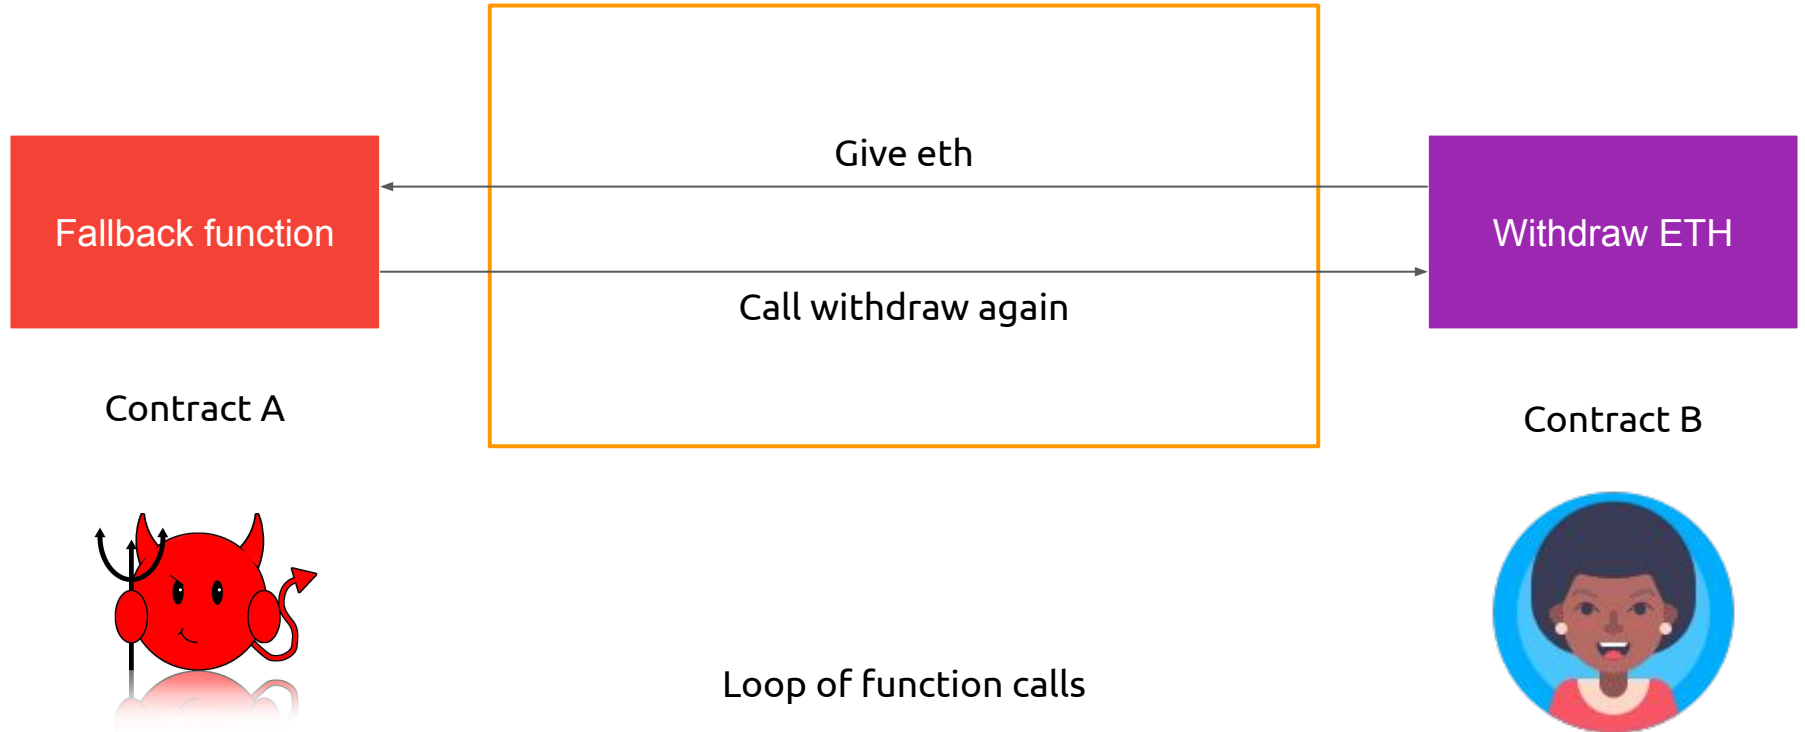 Give eth
Fallback function
Withdraw ETH
Call withdraw again
Contract A
Contract B
Loop of function calls